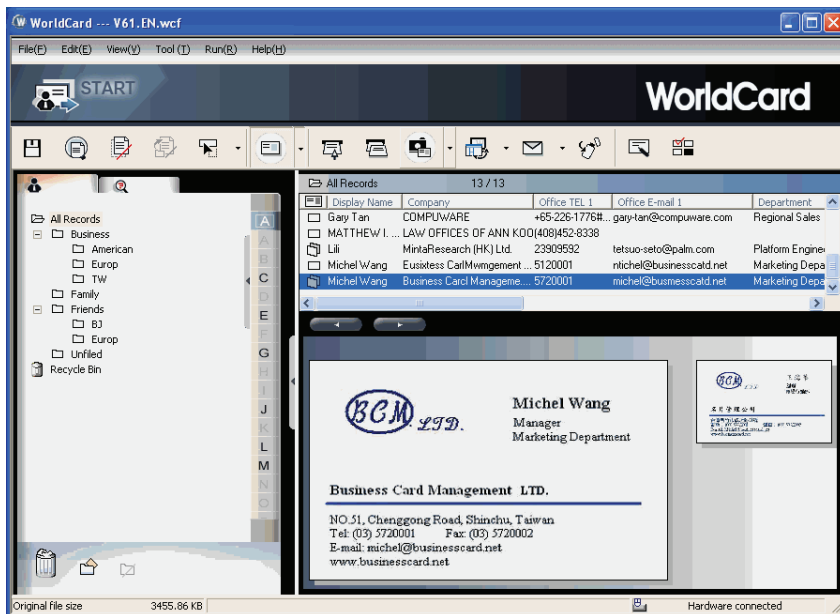 WorldCard --- V61.EN.wcf
File(F) Edit(E) View(V) Tool (T) Run(R) Help(H)
START
WorldCard
All Records 13 / 13
Display Name Company Office TEL 1 Office E-mail 1 Department
Gary Tan COMPUWARE +65-226-1776#... gary-tan@compuware.com Regional Sales
MATTHEW I. ... LAW OFFICES OF ANN KOO (408)452-8338
Lili MintaResearch (HK) Ltd. 23909592 tetsuo-seto@palm.com Platform Engine
Michel Wang Eusixtess CarlMwmgement ... 5120001 ntichel@businesscatd.net Marketing Depa
Michel Wang Business Carcl Manageme.... 5720001 michel@busmesscatd.net Marketing Depa
All Records
Business
American
Europ
TW
Family
Friends
BJ
Europ
Unfiled
Recycle Bin
A
A
B
C
D
E
F
G
H
I
J
K
L
M
N
O
BCM LTD.
Michel Wang
Manager
Marketing Department
Business Card Management LTD.
NO.51, Chenggong Road, Shinchu, Taiwan
Tel: (03) 5720001 Fax: (03) 5720002
E-mail: michel@businesscard.net
www.businesscard.net
BCM
Original file size 3455.86 KB Hardware connected